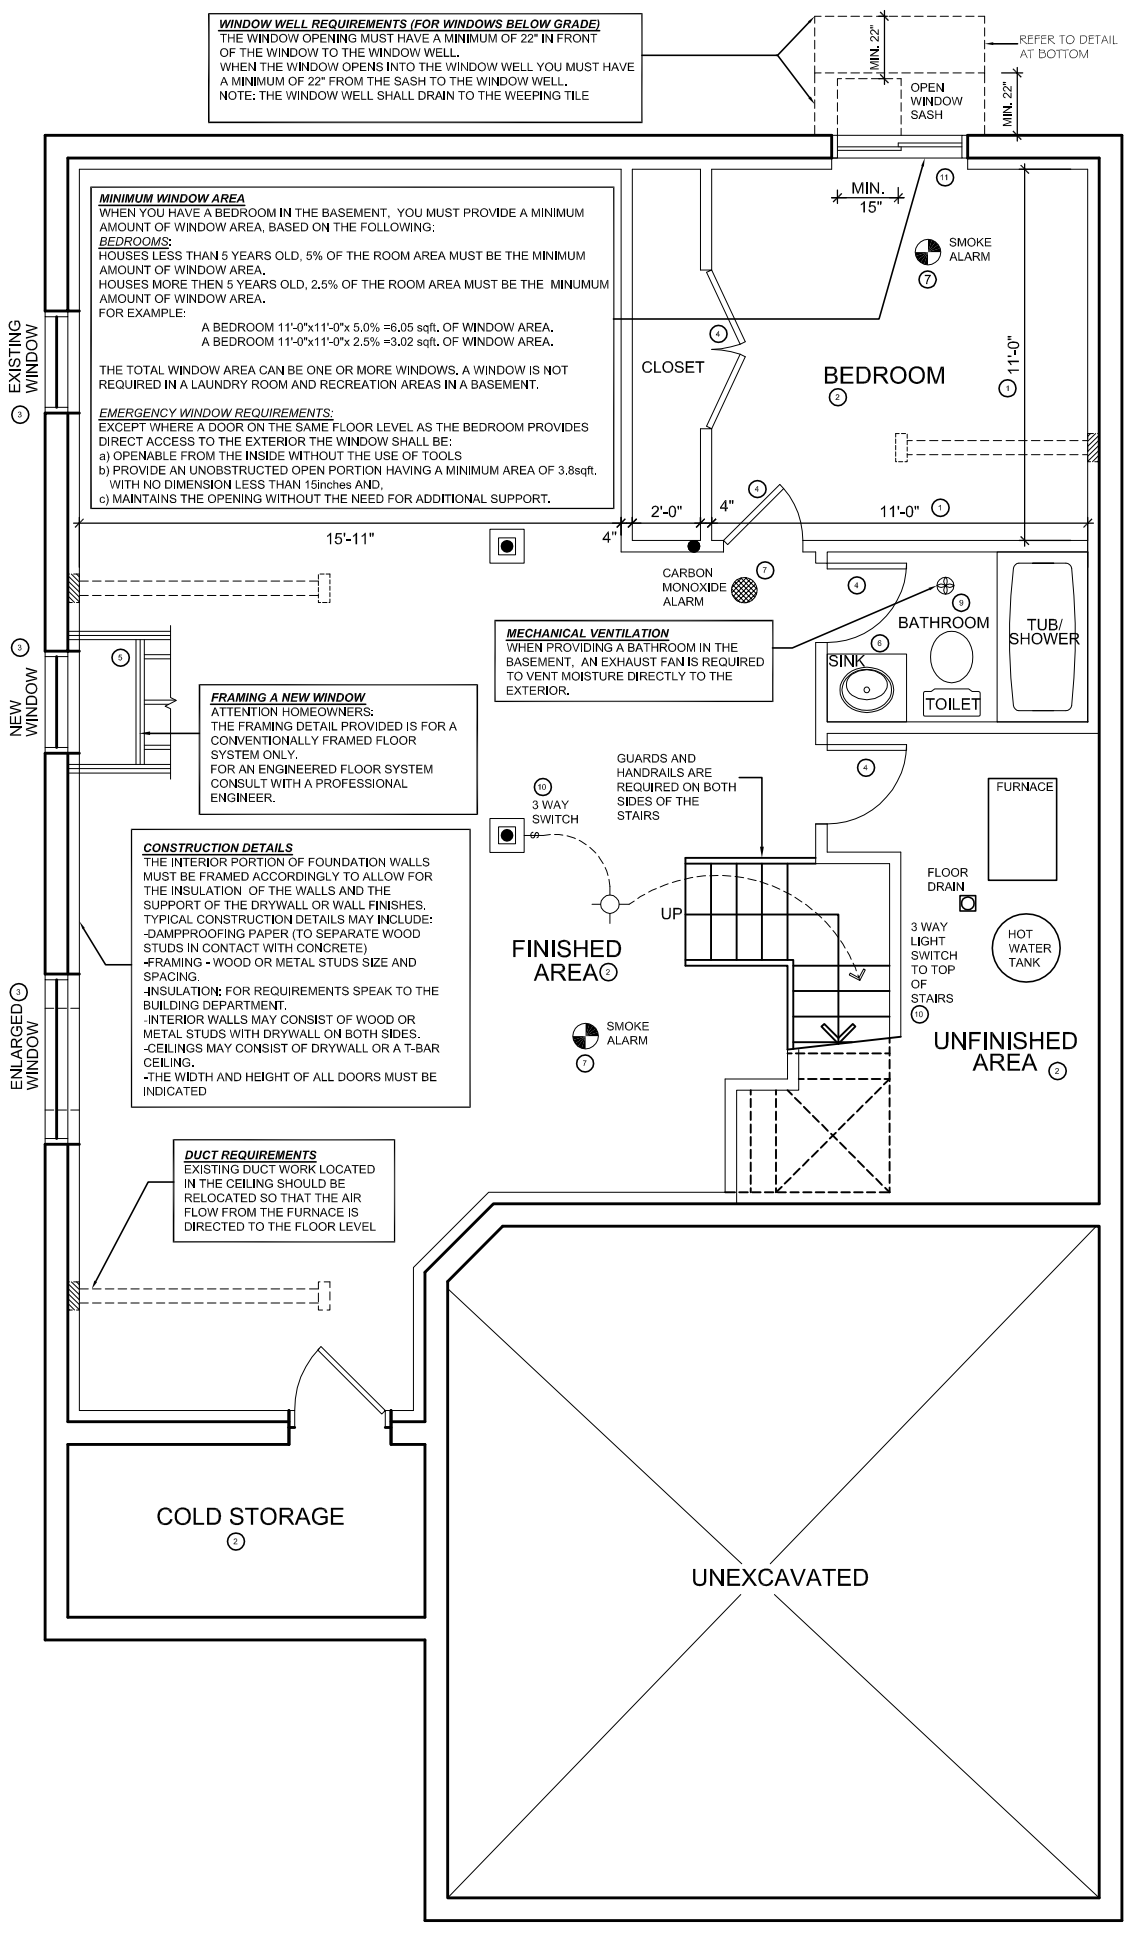 WINDOW WELL REQUIREMENTS (FOR WINDOWS BELOW GRADE)
THE WINDOW OPENING MUST HAVE A MINIMUM OF 22" IN FRONT
OF THE WINDOW TO THE WINDOW WELL.
WHEN THE WINDOW OPENS INTO THE WINDOW WELL YOU MUST HAVE
A MINIMUM OF 22" FROM THE SASH TO THE WINDOW WELL.
NOTE: THE WINDOW WELL SHALL DRAIN TO THE WEEPING TILE
MIN. 22"
REFER TO DETAIL
AT BOTTOM
OPEN
WINDOW
SASH
MIN. 22"
MINIMUM WINDOW AREA
WHEN YOU HAVE A BEDROOM IN THE BASEMENT, YOU MUST PROVIDE A MINIMUM
AMOUNT OF WINDOW AREA, BASED ON THE FOLLOWING:
BEDROOMS:
HOUSES LESS THAN 5 YEARS OLD, 5% OF THE ROOM AREA MUST BE THE MINIMUM
AMOUNT OF WINDOW AREA.
HOUSES MORE THEN 5 YEARS OLD, 2.5% OF THE ROOM AREA MUST BE THE MINUMUM
AMOUNT OF WINDOW AREA.
FOR EXAMPLE:
A BEDROOM 11'-0"x11'-0"x 5.0% =6.05 sqft. OF WINDOW AREA.
A BEDROOM 11'-0"x11'-0"x 2.5% =3.02 sqft. OF WINDOW AREA.
THE TOTAL WINDOW AREA CAN BE ONE OR MORE WINDOWS. A WINDOW IS NOT
REQUIRED IN A LAUNDRY ROOM AND RECREATION AREAS IN A BASEMENT.
EMERGENCY WINDOW REQUIREMENTS:
EXCEPT WHERE A DOOR ON THE SAME FLOOR LEVEL AS THE BEDROOM PROVIDES
DIRECT ACCESS TO THE EXTERIOR THE WINDOW SHALL BE:
a) OPENABLE FROM THE INSIDE WITHOUT THE USE OF TOOLS
b) PROVIDE AN UNOBSTRUCTED OPEN PORTION HAVING A MINIMUM AREA OF 3.8sqft.
WITH NO DIMENSION LESS THAN 15inches AND,
c) MAINTAINS THE OPENING WITHOUT THE NEED FOR ADDITIONAL SUPPORT.
11
MIN.
15"
SMOKE
ALARM
7
EXISTING
WINDOW
3
4
CLOSET
BEDROOM
2
11'-0"
1
4
15'-11"
4"
2'-0"
4"
11'-0"
1
CARBON
MONOXIDE
ALARM
7
4
9
BATHROOM
TUB/
SHOWER
6
SINK
TOILET
MECHANICAL VENTILATION
WHEN PROVIDING A BATHROOM IN THE
BASEMENT, AN EXHAUST FAN IS REQUIRED
TO VENT MOISTURE DIRECTLY TO THE
EXTERIOR.
3
NEW
WINDOW
5
FRAMING A NEW WINDOW
ATTENTION HOMEOWNERS:
THE FRAMING DETAIL PROVIDED IS FOR A
CONVENTIONALLY FRAMED FLOOR
SYSTEM ONLY.
FOR AN ENGINEERED FLOOR SYSTEM
CONSULT WITH A PROFESSIONAL
ENGINEER.
GUARDS AND
HANDRAILS ARE
REQUIRED ON BOTH
SIDES OF THE
STAIRS
4
10
3 WAY
SWITCH
S
FURNACE
CONSTRUCTION DETAILS
THE INTERIOR PORTION OF FOUNDATION WALLS
MUST BE FRAMED ACCORDINGLY TO ALLOW FOR
THE INSULATION OF THE WALLS AND THE
SUPPORT OF THE DRYWALL OR WALL FINISHES.
TYPICAL CONSTRUCTION DETAILS MAY INCLUDE:
-DAMPPROOFING PAPER (TO SEPARATE WOOD
STUDS IN CONTACT WITH CONCRETE)
-FRAMING - WOOD OR METAL STUDS SIZE AND
SPACING.
-INSULATION: FOR REQUIREMENTS SPEAK TO THE
BUILDING DEPARTMENT.
-INTERIOR WALLS MAY CONSIST OF WOOD OR
METAL STUDS WITH DRYWALL ON BOTH SIDES.
-CEILINGS MAY CONSIST OF DRYWALL OR A T-BAR
CEILING.
-THE WIDTH AND HEIGHT OF ALL DOORS MUST BE
INDICATED
FLOOR
DRAIN
UP
3 WAY
LIGHT
SWITCH
TO TOP
OF
STAIRS
10
HOT
WATER
TANK
FINISHED
AREA 2
3
ENLARGED
WINDOW
SMOKE
ALARM
7
UNFINISHED
AREA 2
DUCT REQUIREMENTS
EXISTING DUCT WORK LOCATED
IN THE CEILING SHOULD BE
RELOCATED SO THAT THE AIR
FLOW FROM THE FURNACE IS
DIRECTED TO THE FLOOR LEVEL
COLD STORAGE
2
UNEXCAVATED